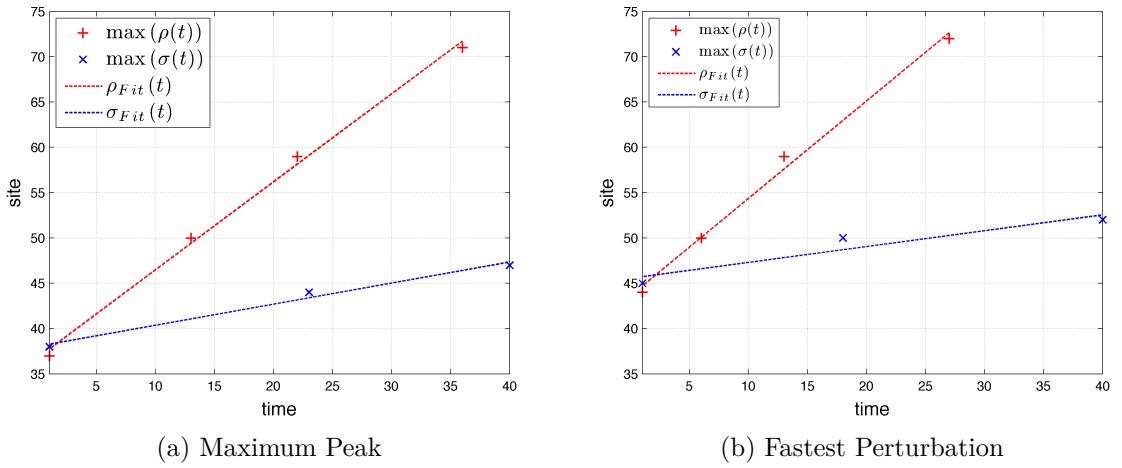 75
70
65
60
55
50
45
40
35
site
max (ρ(t))
max (σ(t))
ρFit(t)
σFit(t)
5 10 15 20 25 30 35 40
time
(a) Maximum Peak
75
70
65
60
55
50
45
40
35
site
max (ρ(t))
max (σ(t))
ρFit(t)
σFit(t)
5 10 15 20 25 30 35 40
time
(b) Fastest Perturbation